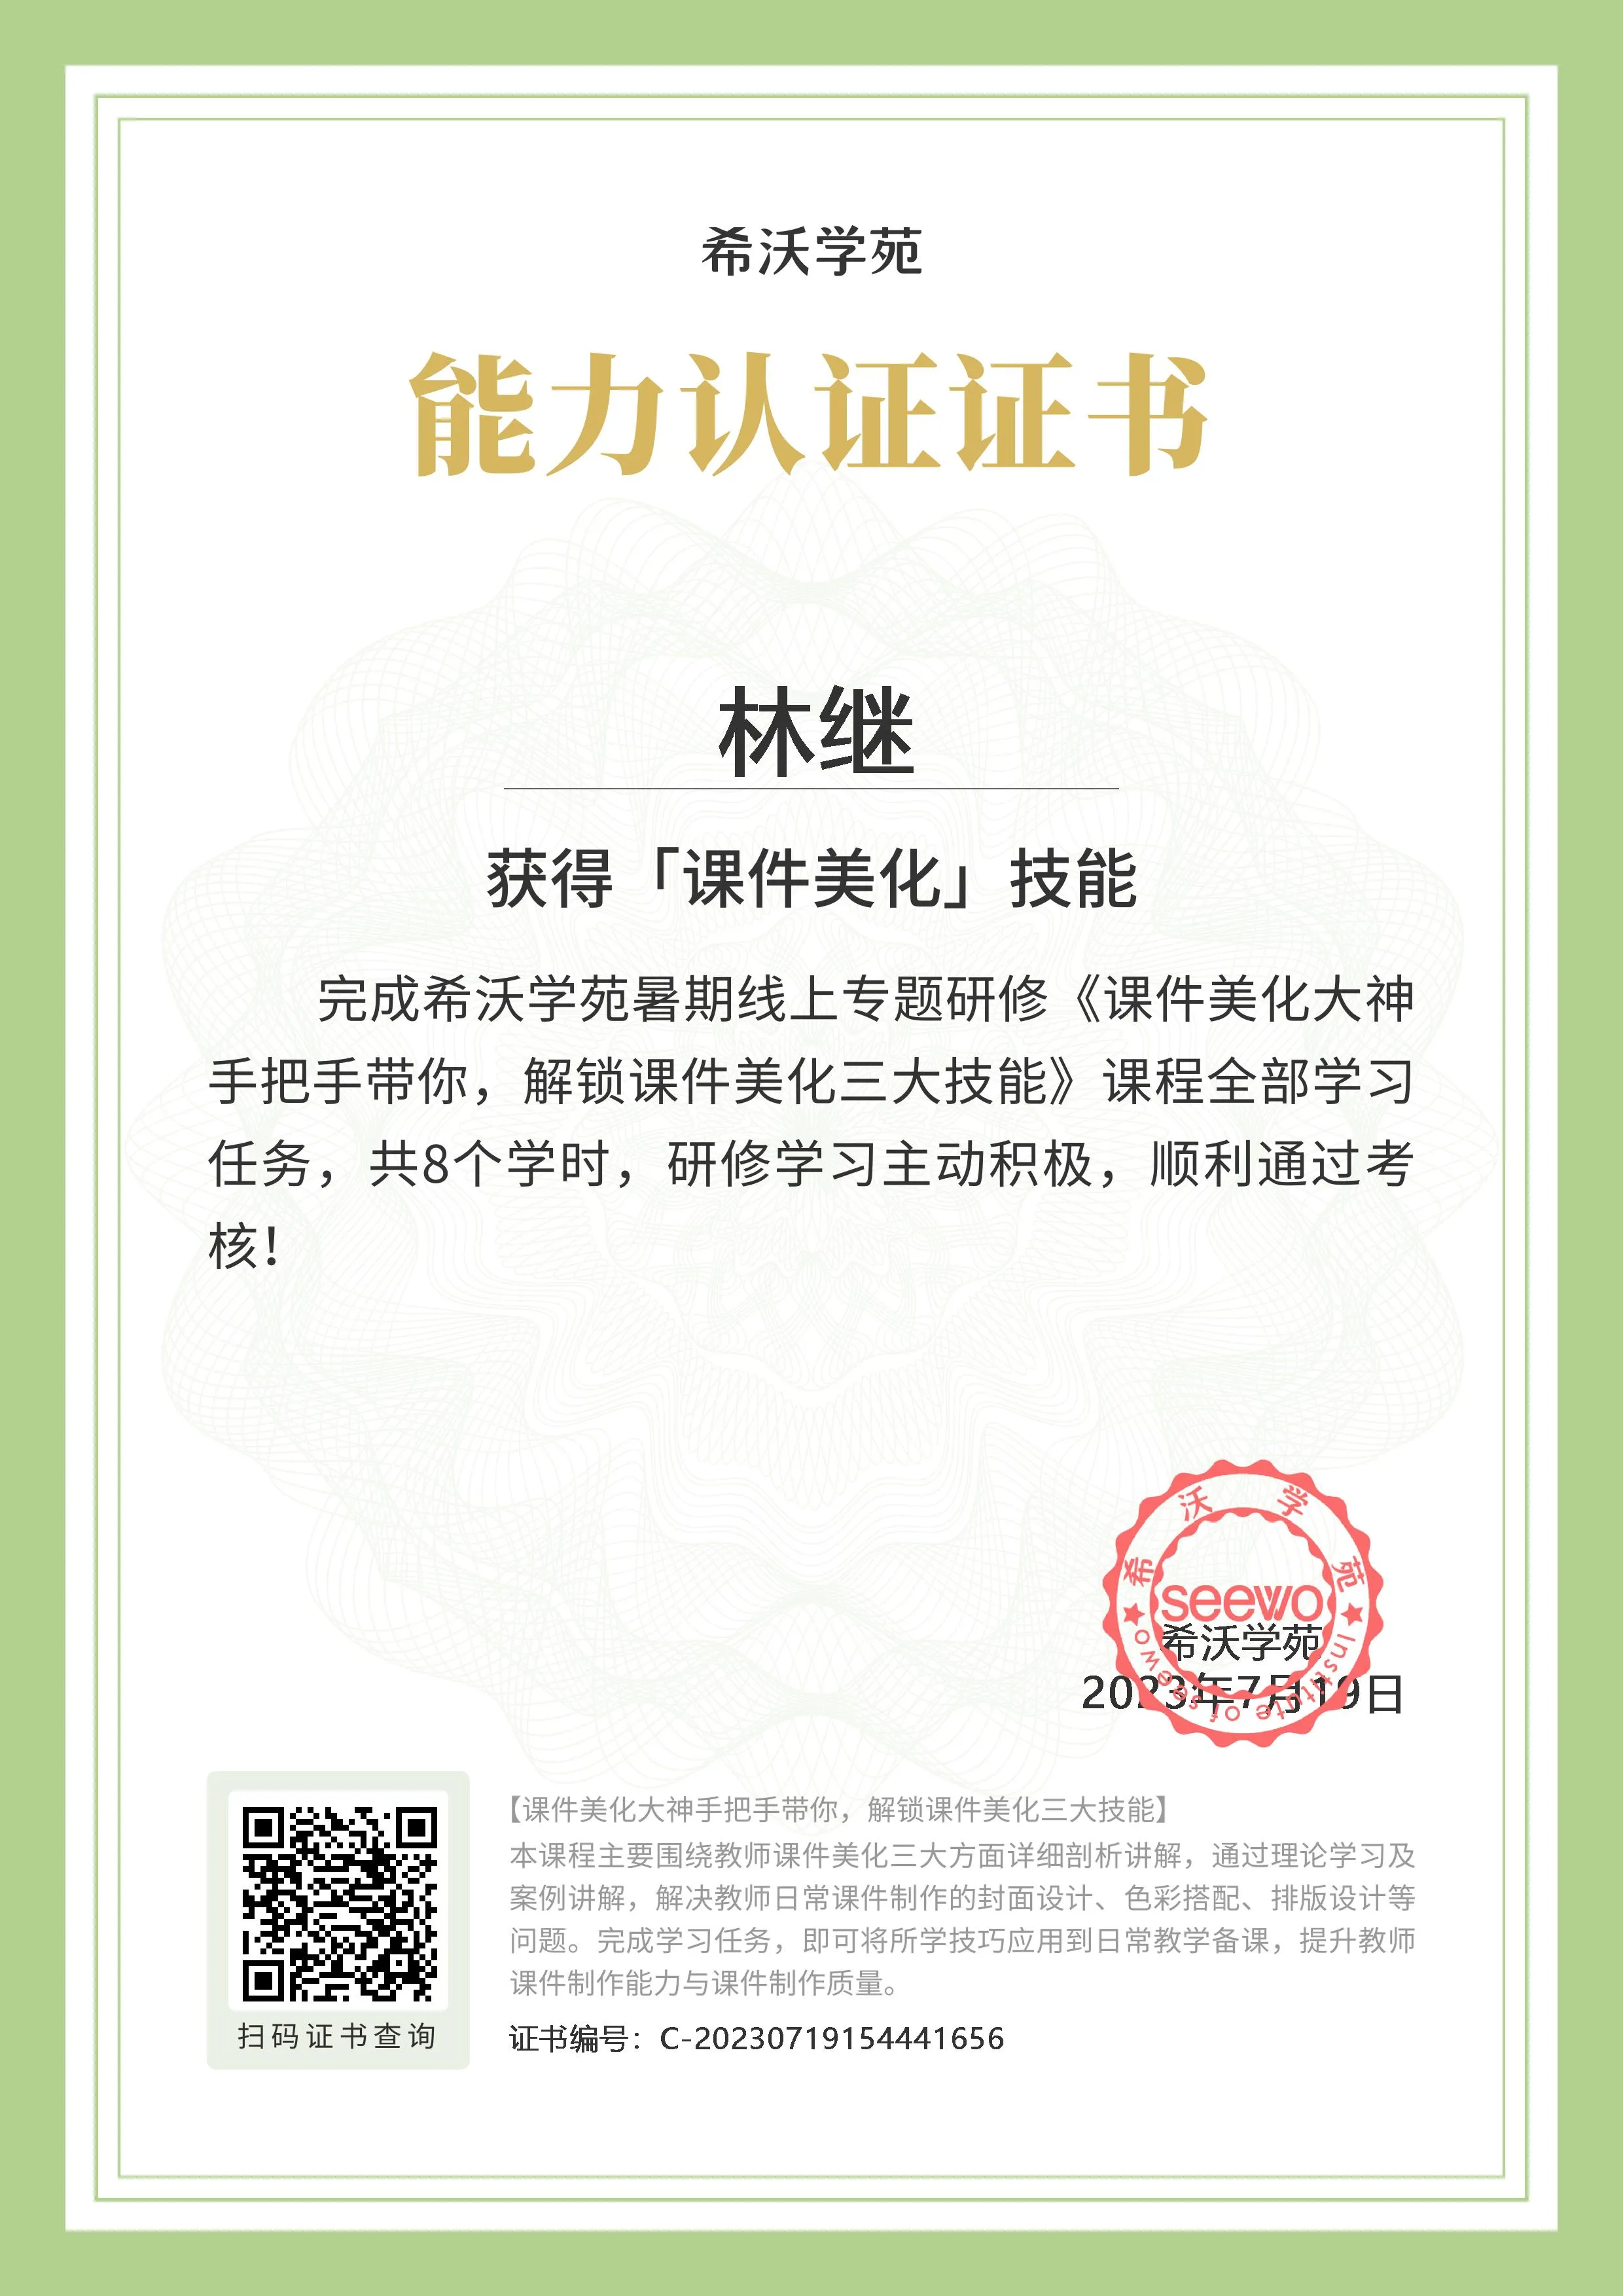 希沃学苑
能力认证证书
林继
获得「课件美化」技能
完成希沃学苑暑期线上专题研修《课件美化大神
手把手带你，解锁课件美化三大技能》课程全部学习
任务，共8个学时，研修学习主动积极，顺利通过考
核！
希沃学苑
seewo
Institute of seewo
希沃学苑
2023年7月19日
【课件美化大神手把手带你，解锁课件美化三大技能】
本课程主要围绕教师课件美化三大方面详细剖析讲解，通过理论学习及
案例讲解，解决教师日常课件制作的封面设计、色彩搭配、排版设计等
问题。完成学习任务，即可将所学技巧应用到日常教学备课，提升教师
课件制作能力与课件制作质量。
扫码证书查询
证书编号：C-20230719154441656